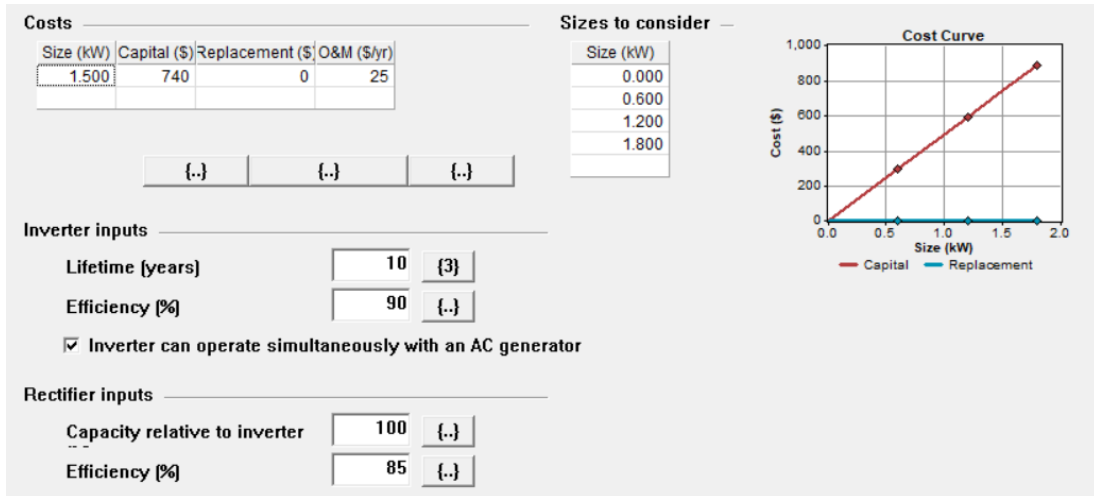 Costs
Size (kW) Capital ($) Replacement ($) O&M ($/yr)
1.500 740 0 25
{..} {..} {..}
Sizes to consider
Size (kW)
0.000
0.600
1.200
1.800
Cost Curve
1,000
800
600
400
200
0
Cost ($)
0.0 0.5 1.0 1.5 2.0
Size (kW)
Capital Replacement
Inverter inputs
Lifetime (years) 10 {3}
Efficiency (%) 90 {..}
Inverter can operate simultaneously with an AC generator
Rectifier inputs
Capacity relative to inverter 100 {..}
Efficiency (%) 85 {..}